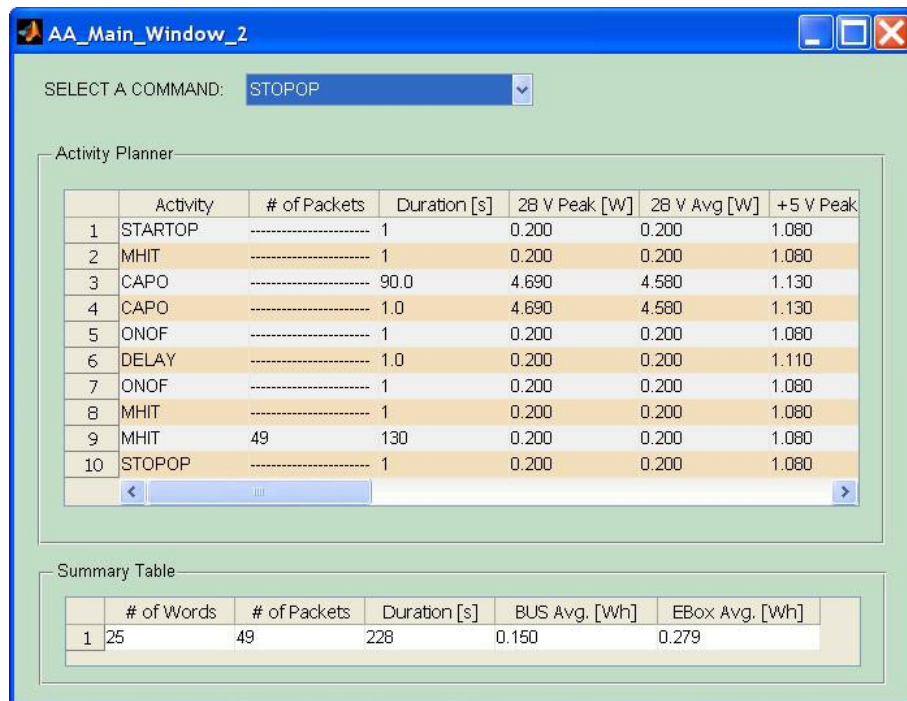 AA_Main_Window_2
SELECT A COMMAND: STOPOP
Activity Planner
Activity # of Packets Duration [s] 28 V Peak [W] 28 V Avg [W] +5 V Peak
1 STARTOP ----------------------- 1 0.200 0.200 1.080
2 MHIT ----------------------- 1 0.200 0.200 1.080
3 CAPO ----------------------- 90.0 4.690 4.580 1.130
4 CAPO ----------------------- 1.0 4.690 4.580 1.130
5 ONOF ----------------------- 1 0.200 0.200 1.080
6 DELAY ----------------------- 1.0 0.200 0.200 1.110
7 ONOF ----------------------- 1 0.200 0.200 1.080
8 MHIT ----------------------- 1 0.200 0.200 1.080
9 MHIT 49 130 0.200 0.200 1.080
10 STOPOP ----------------------- 1 0.200 0.200 1.080
Summary Table
# of Words # of Packets Duration [s] BUS Avg. [Wh] EBox Avg. [Wh]
1 25 49 228 0.150 0.279